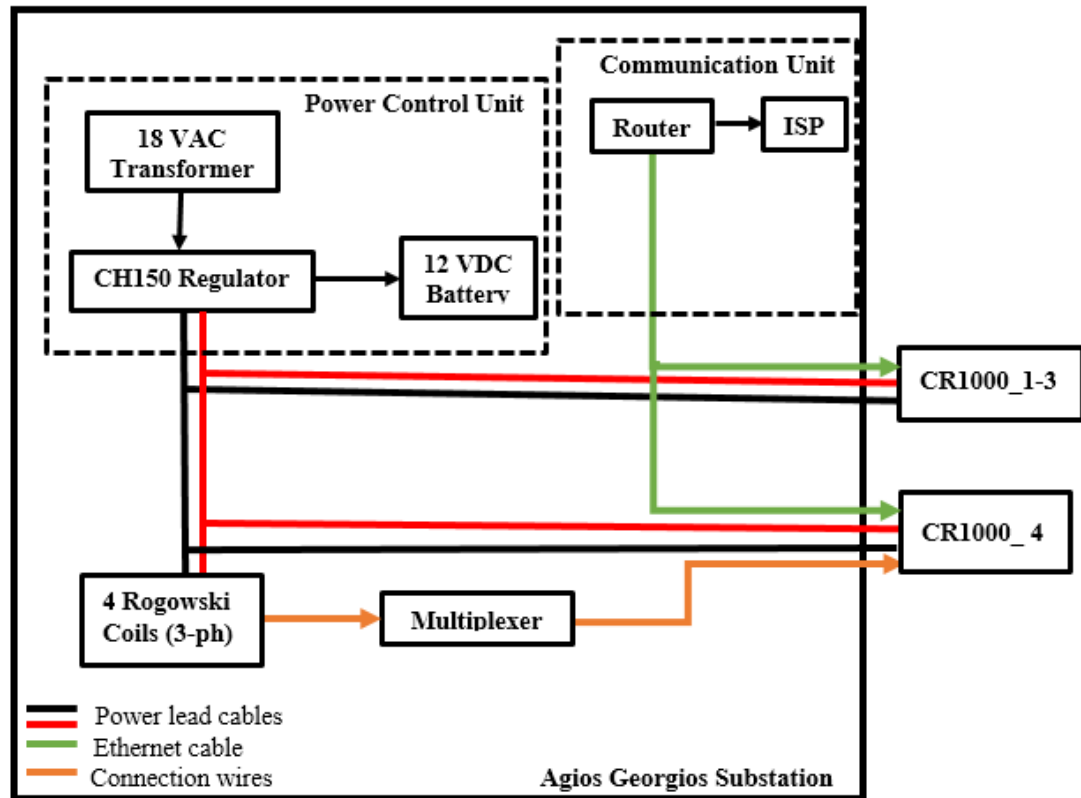 Communication Unit
Router
ISP
Power Control Unit
18 VAC
Transformer
CH150 Regulator
12 VDC
Battery
CR1000_1-3
CR1000_ 4
4 Rogowski
Coils (3-ph)
Multiplexer
Power lead cables
Ethernet cable
Connection wires
Agios Georgios Substation